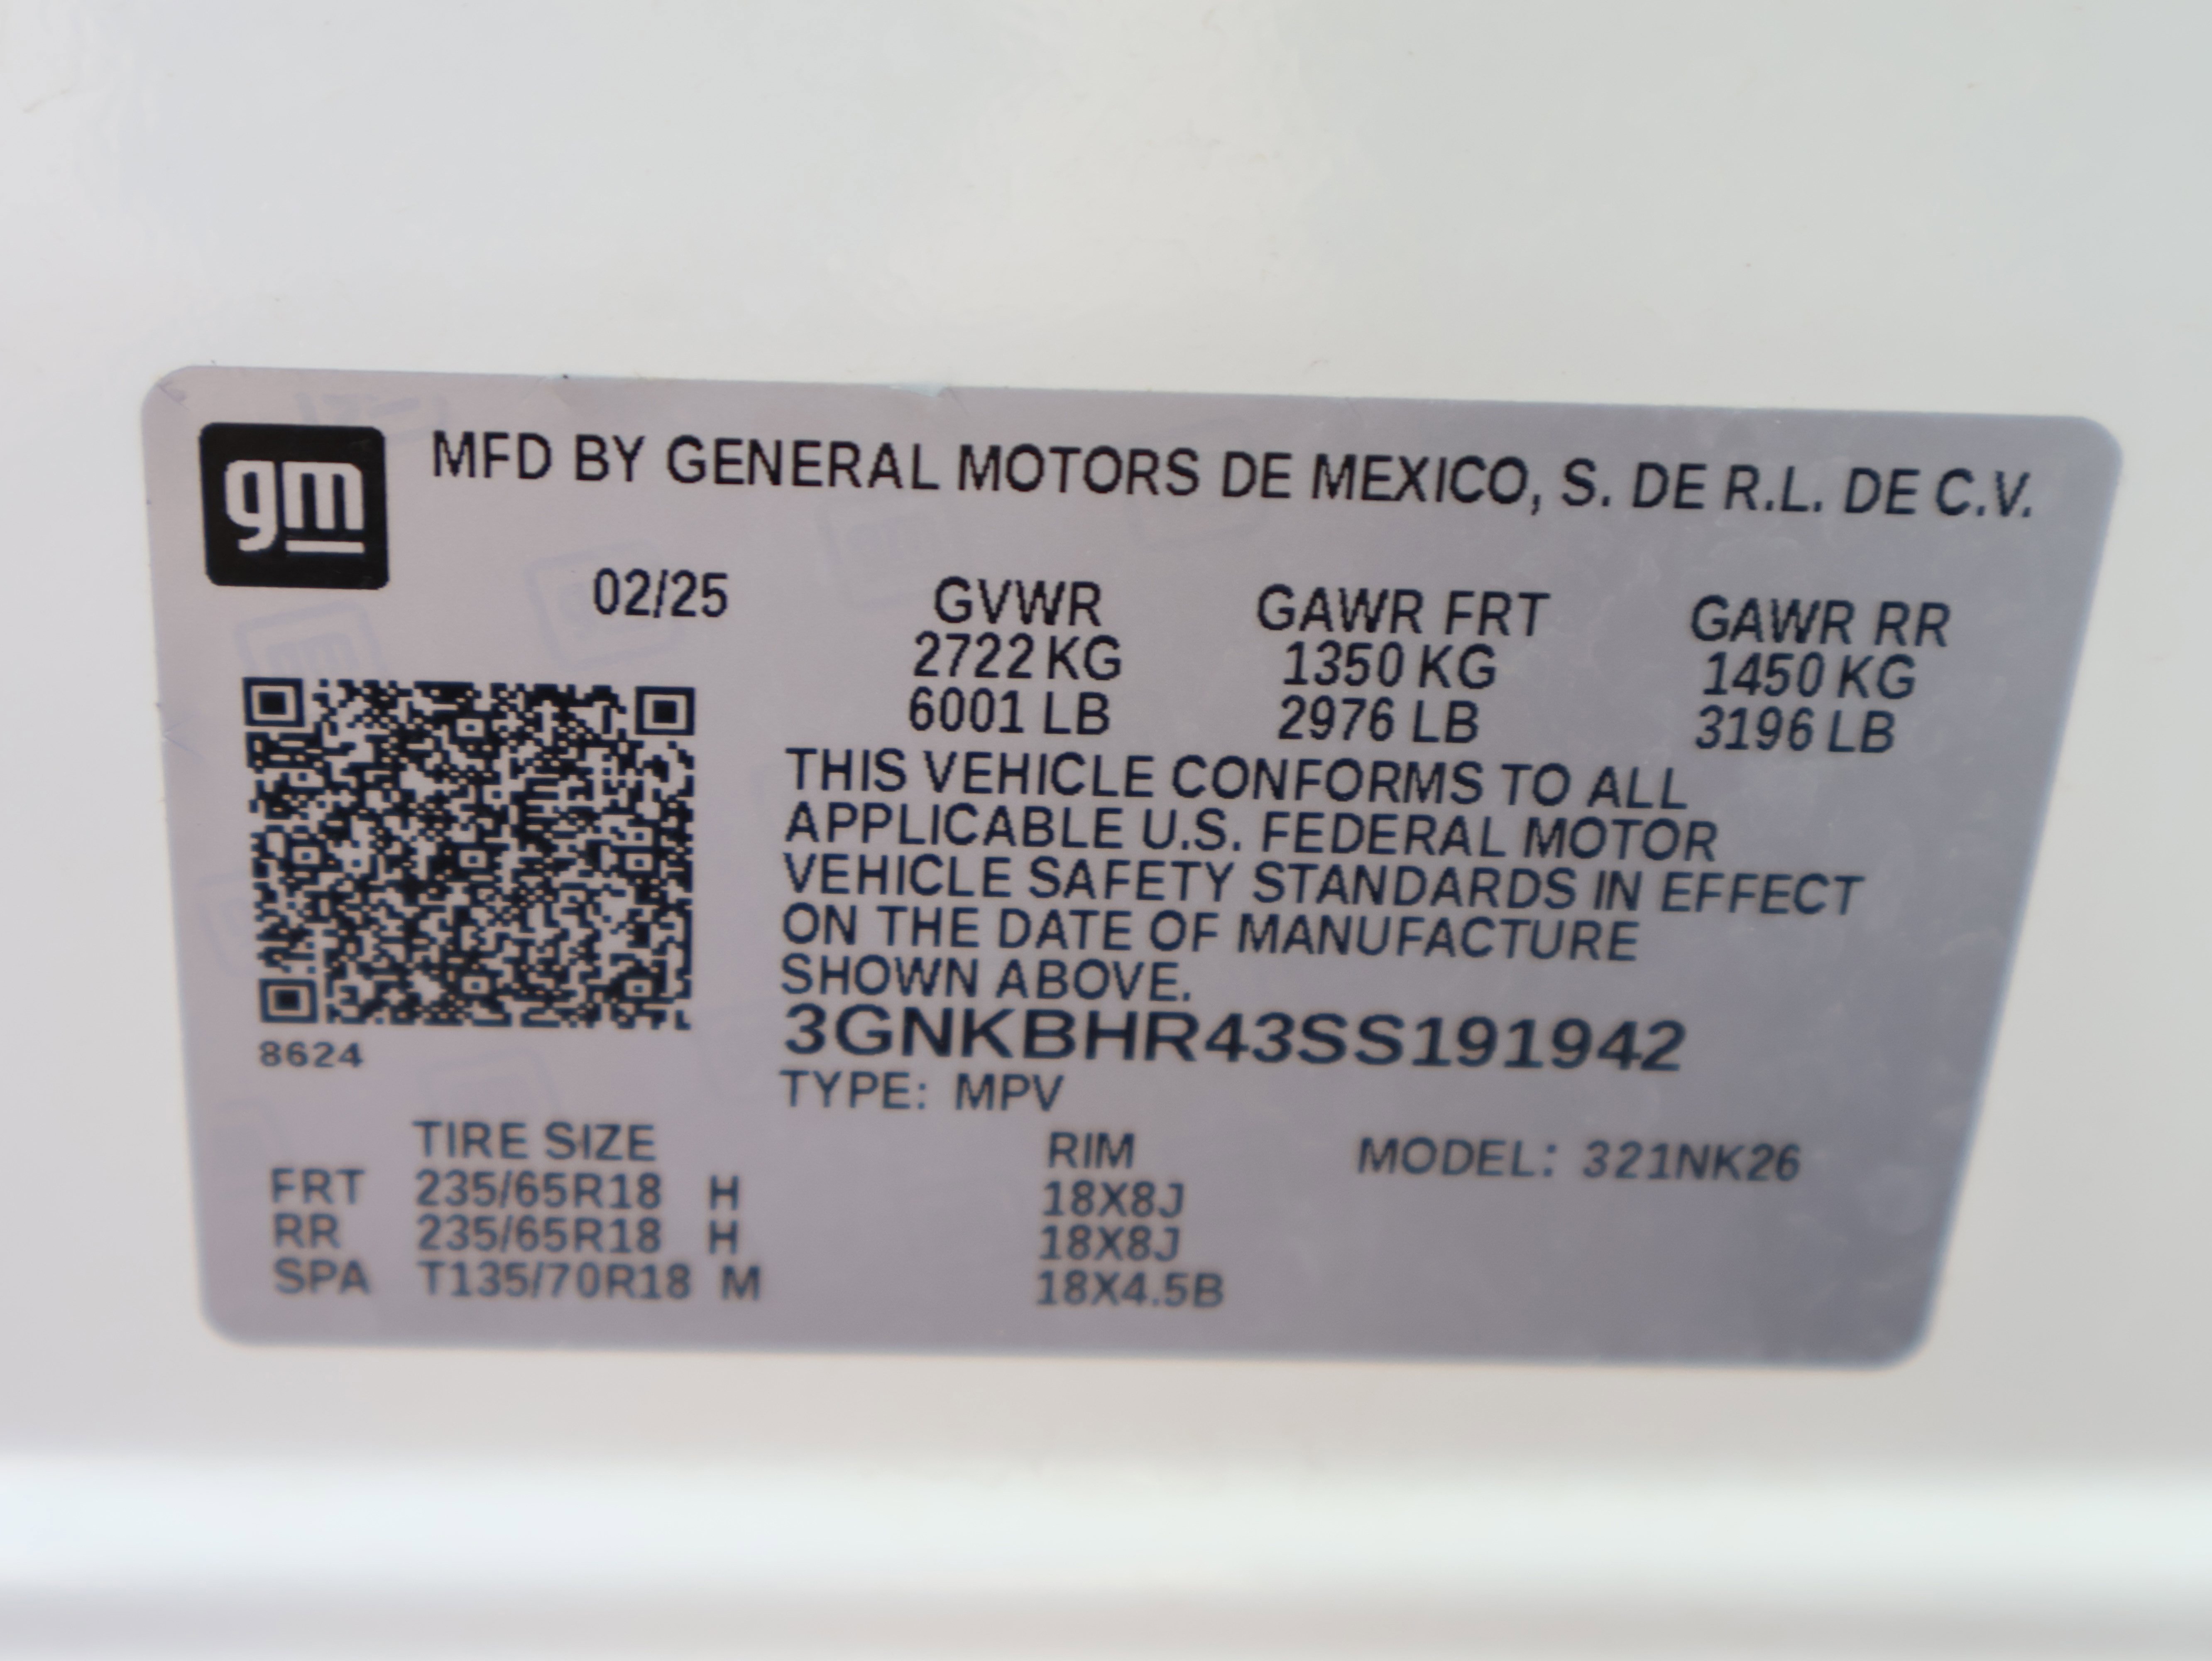 gm MFD BY GENERAL MOTORS DE MEXICO, S. DE R.L. DE C.V.
02/25 GVWR GAWR FRT GAWR RR
2722 KG 1350 KG 1450 KG
6001 LB 2976 LB 3196 LB
THIS VEHICLE CONFORMS TO ALL
APPLICABLE U.S. FEDERAL MOTOR
VEHICLE SAFETY STANDARDS IN EFFECT
ON THE DATE OF MANUFACTURE
SHOWN ABOVE.
3GNKBHR43SS191942
8624
TYPE: MPV
TIRE SIZE RIM MODEL: 321NK26
FRT 235/65R18 H 18X8J
RR 235/65R18 H 18X8J
SPA T135/70R18 M 18X4.5B